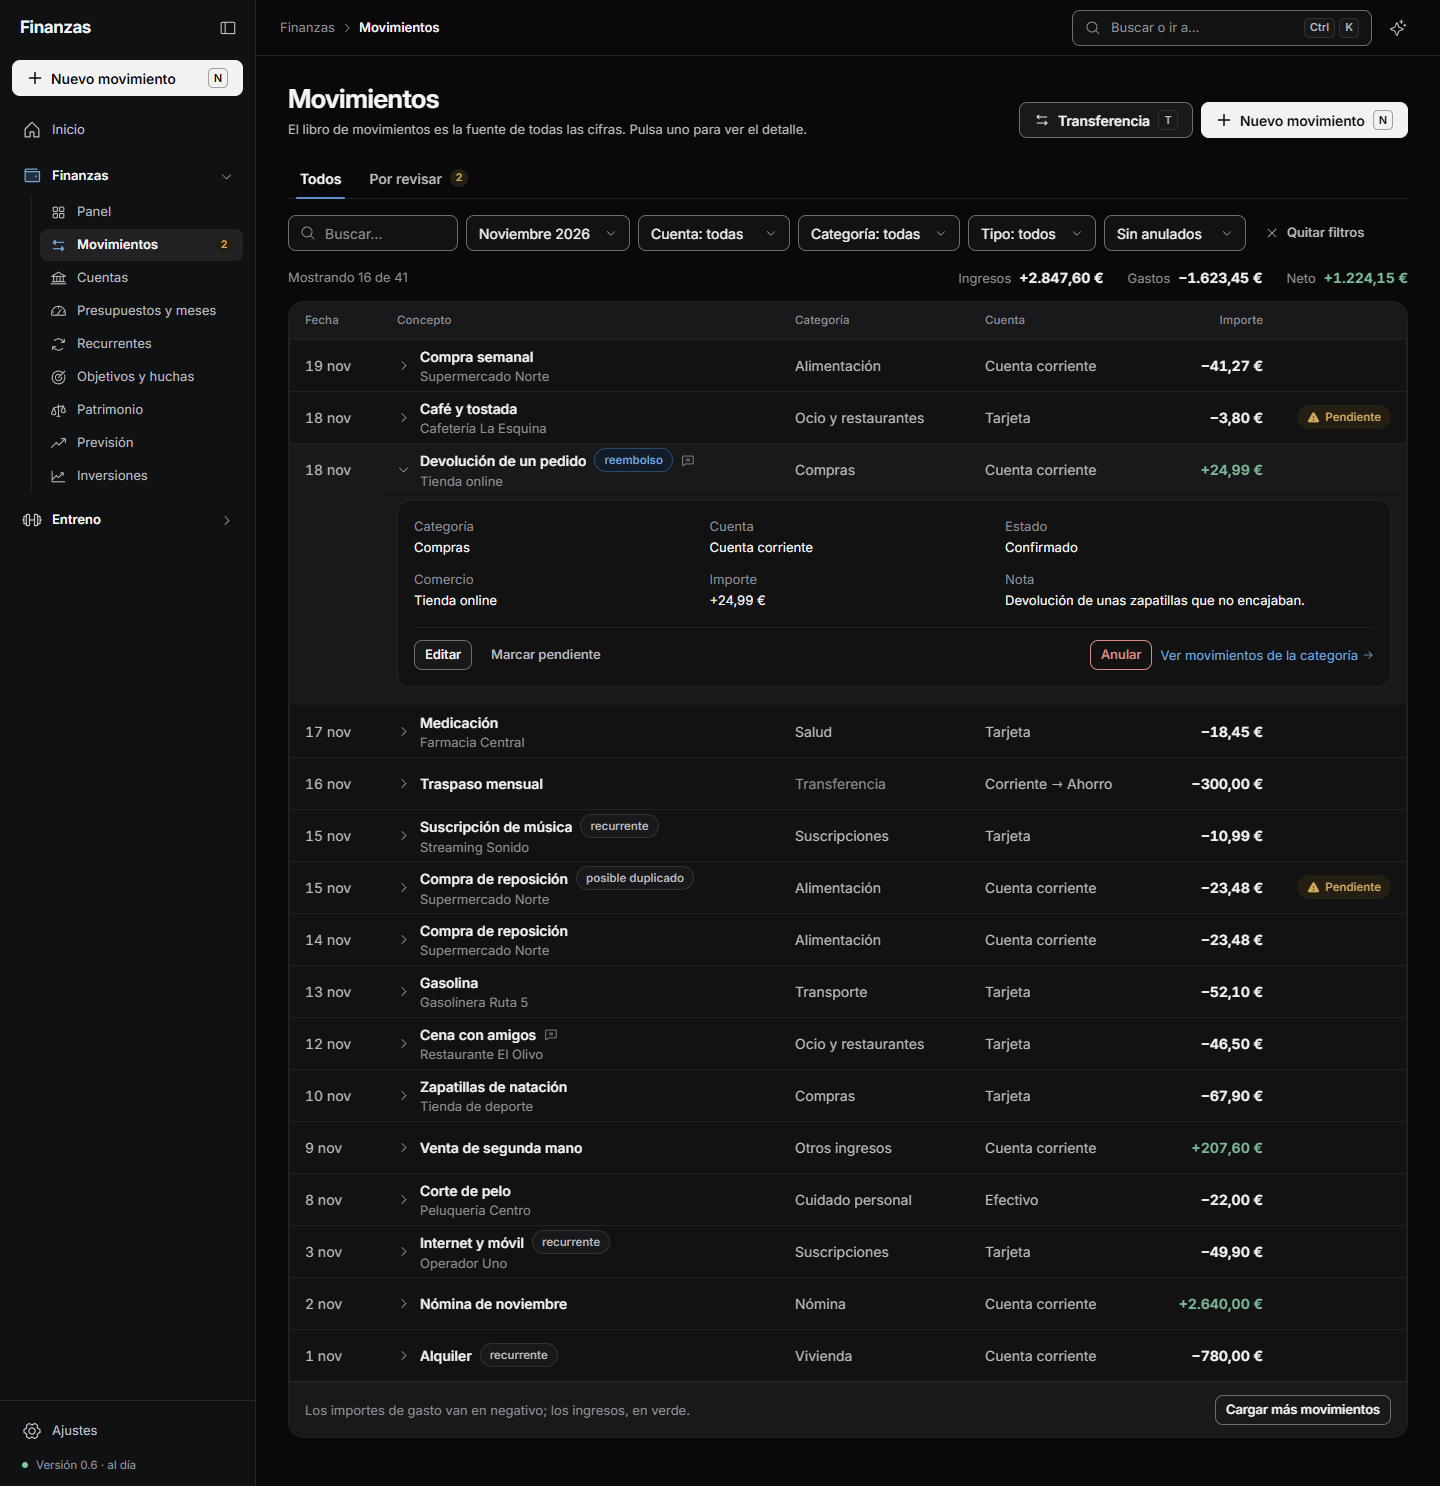 Finanzas
Nuevo movimiento N
Inicio
Finanzas
Panel
Movimientos 2
Cuentas
Presupuestos y meses
Recurrentes
Objetivos y huchas
Patrimonio
Previsión
Inversiones
Entreno
Ajustes
Versión 0.6 · al día
Finanzas > Movimientos
Buscar o ir a... Ctrl K
Movimientos
El libro de movimientos es la fuente de todas las cifras. Pulsa uno para ver el detalle.
Transferencia T
Nuevo movimiento N
Todos
Por revisar 2
Buscar...
Noviembre 2026
Cuenta: todas
Categoría: todas
Tipo: todos
Sin anulados
Quitar filtros
Mostrando 16 de 41
Ingresos +2.847,60 € Gastos −1.623,45 € Neto +1.224,15 €
Fecha Concepto Categoría Cuenta Importe
19 nov Compra semanal Alimentación Cuenta corriente −41,27 €
Supermercado Norte
18 nov Café y tostada Ocio y restaurantes Tarjeta −3,80 € Pendiente
Cafetería La Esquina
18 nov Devolución de un pedido reembolso Compras Cuenta corriente +24,99 €
Tienda online
Categoría Cuenta Estado
Compras Cuenta corriente Confirmado
Comercio Importe Nota
Tienda online +24,99 € Devolución de unas zapatillas que no encajaban.
Editar Marcar pendiente Anular Ver movimientos de la categoría →
17 nov Medicación Salud Tarjeta −18,45 €
Farmacia Central
16 nov Traspaso mensual Transferencia Corriente → Ahorro −300,00 €
15 nov Suscripción de música recurrente Suscripciones Tarjeta −10,99 €
Streaming Sonido
15 nov Compra de reposición posible duplicado Alimentación Cuenta corriente −23,48 € Pendiente
Supermercado Norte
14 nov Compra de reposición Alimentación Cuenta corriente −23,48 €
Supermercado Norte
13 nov Gasolina Transporte Tarjeta −52,10 €
Gasolinera Ruta 5
12 nov Cena con amigos Ocio y restaurantes Tarjeta −46,50 €
Restaurante El Olivo
10 nov Zapatillas de natación Compras Tarjeta −67,90 €
Tienda de deporte
9 nov Venta de segunda mano Otros ingresos Cuenta corriente +207,60 €
8 nov Corte de pelo Cuidado personal Efectivo −22,00 €
Peluquería Centro
3 nov Internet y móvil recurrente Suscripciones Tarjeta −49,90 €
Operador Uno
2 nov Nómina de noviembre Nómina Cuenta corriente +2.640,00 €
1 nov Alquiler recurrente Vivienda Cuenta corriente −780,00 €
Los importes de gasto van en negativo; los ingresos, en verde.
Cargar más movimientos